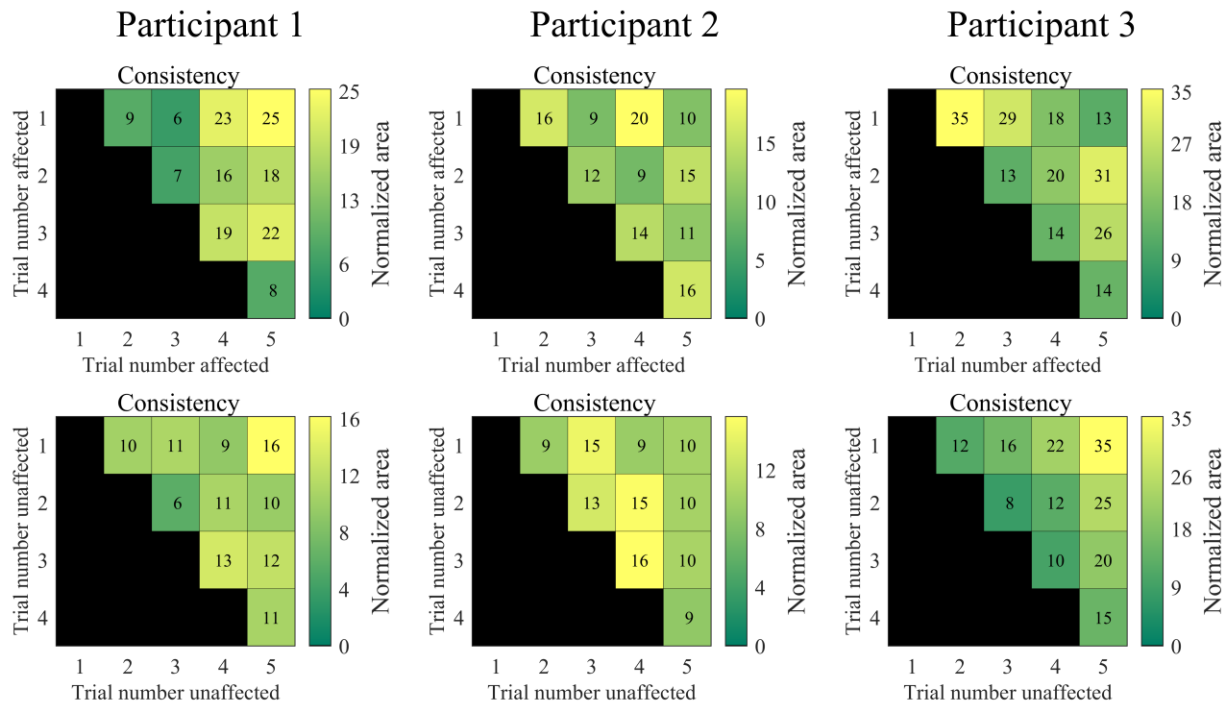 Participant 1 Participant 2 Participant 3
Consistency Consistency Consistency
Trial number affected
1 9 6 23 25
2 7 16 18
3 19 22
4 8
1 2 3 4 5
Trial number affected
25
19
13
6
0
Normalized area
Trial number affected
1 16 9 20 10
2 12 9 15
3 14 11
4 16
1 2 3 4 5
Trial number affected
15
10
5
0
Normalized area
Trial number affected
1 35 29 18 13
2 13 20 31
3 14 26
4 14
1 2 3 4 5
Trial number affected
35
27
18
9
0
Normalized area
Consistency Consistency Consistency
Trial number unaffected
1 10 11 9 16
2 6 11 10
3 13 12
4 11
1 2 3 4 5
Trial number unaffected
16
12
8
4
0
Normalized area
Trial number unaffected
1 9 15 9 10
2 13 15 10
3 16 10
4 9
1 2 3 4 5
Trial number unaffected
12
8
4
0
Normalized area
Trial number unaffected
1 12 16 22 35
2 8 12 25
3 10 20
4 15
1 2 3 4 5
Trial number unaffected
35
26
18
9
0
Normalized area